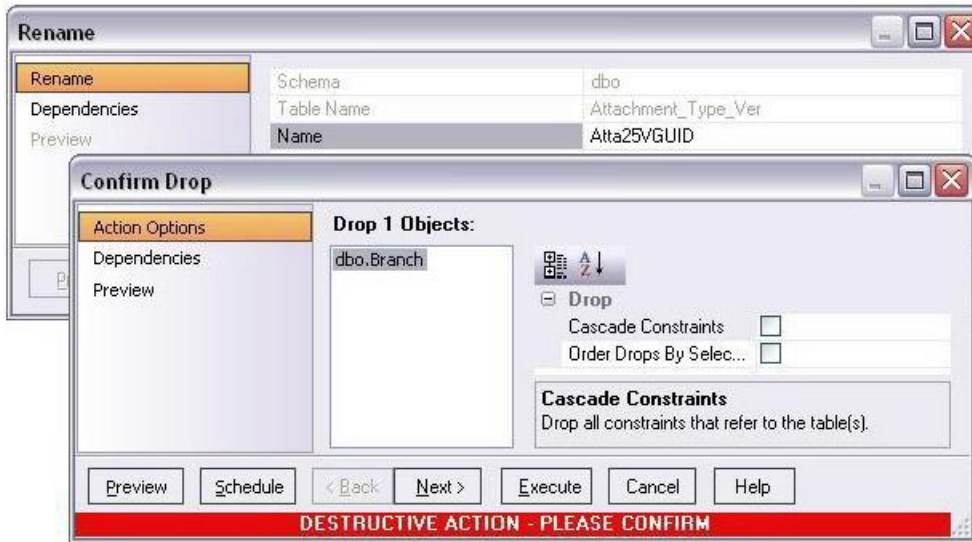 Rename
Rename
Dependencies
Preview
Schema dbo
Table Name Attachment_Type_Ver
Name Atta25VGUID
Confirm Drop
Action Options
Dependencies
Preview
Drop 1 Objects:
dbo.Branch
Drop
Cascade Constraints
Order Drops By Selec...
Cascade Constraints
Drop all constraints that refer to the table(s).
Preview Schedule < Back Next > Execute Cancel Help
DESTRUCTIVE ACTION - PLEASE CONFIRM